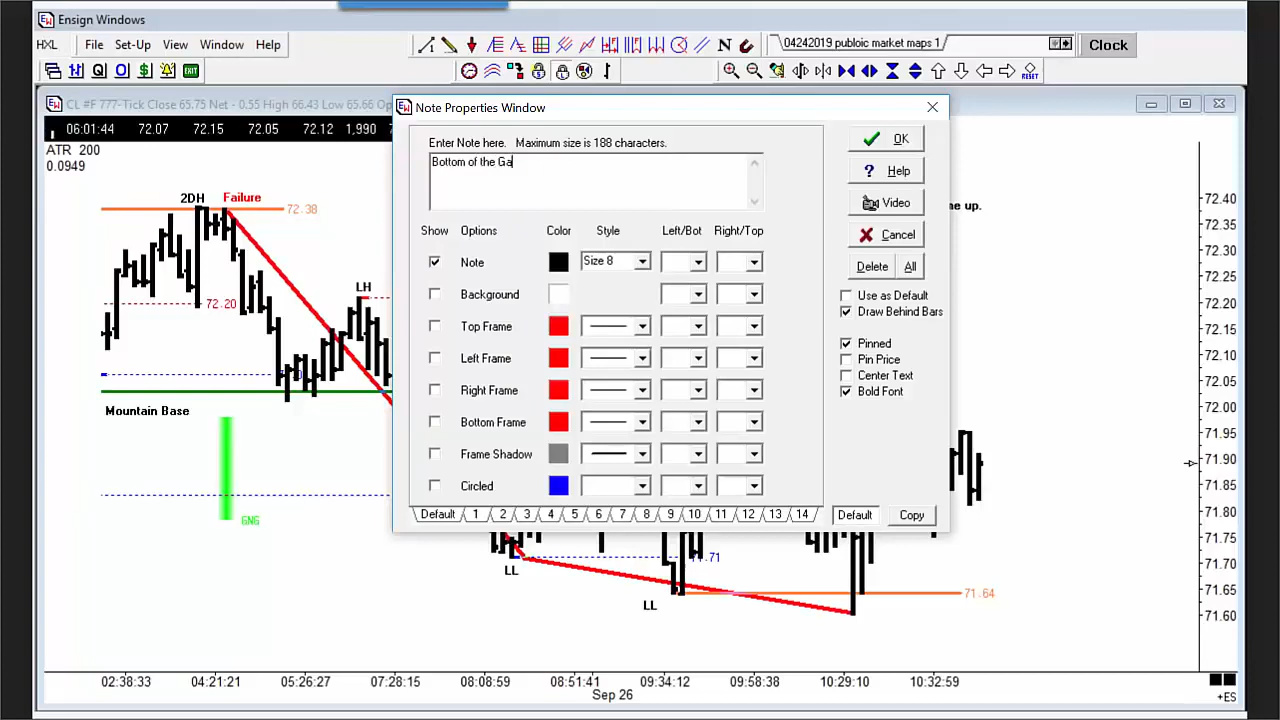 Ensign Windows
HXL File Set-Up View Window Help
04242019 publoic market maps 1
Clock
N
Q O $ EXIT RESET
CL #F 777-Tick Close 65.75 Net - 0.55 High 66.43 Low 65.66 Op
06:01:44 72.07 72.15 72.05 72.12 1,990
ATR 200
0.0949
Note Properties Window
Enter Note here. Maximum size is 188 characters.
Bottom of the Ga
Show Options Color Style Left/Bot Right/Top
Note Size 8
Background
Top Frame
Left Frame
Right Frame
Bottom Frame
Frame Shadow
Circled
Default 1 2 3 4 5 6 7 8 9 10 11 12 13 14
OK
? Help
Video
Cancel
Delete All
Use as Default
Draw Behind Bars
Pinned
Pin Price
Center Text
Bold Font
Default Copy
2DH Failure
72.38
72.20
LH
Mountain Base
GNG
LL
71
LL
71.64
me up.
72.40
72.35
72.30
72.25
72.20
72.15
72.10
72.05
72.00
71.95
71.90
71.85
71.80
71.75
71.70
71.65
71.60
02:38:33 04:21:21 05:26:27 07:28:15 08:08:59 08:51:41 09:34:12 09:58:38 10:29:10 10:32:59
Sep 26
+ES